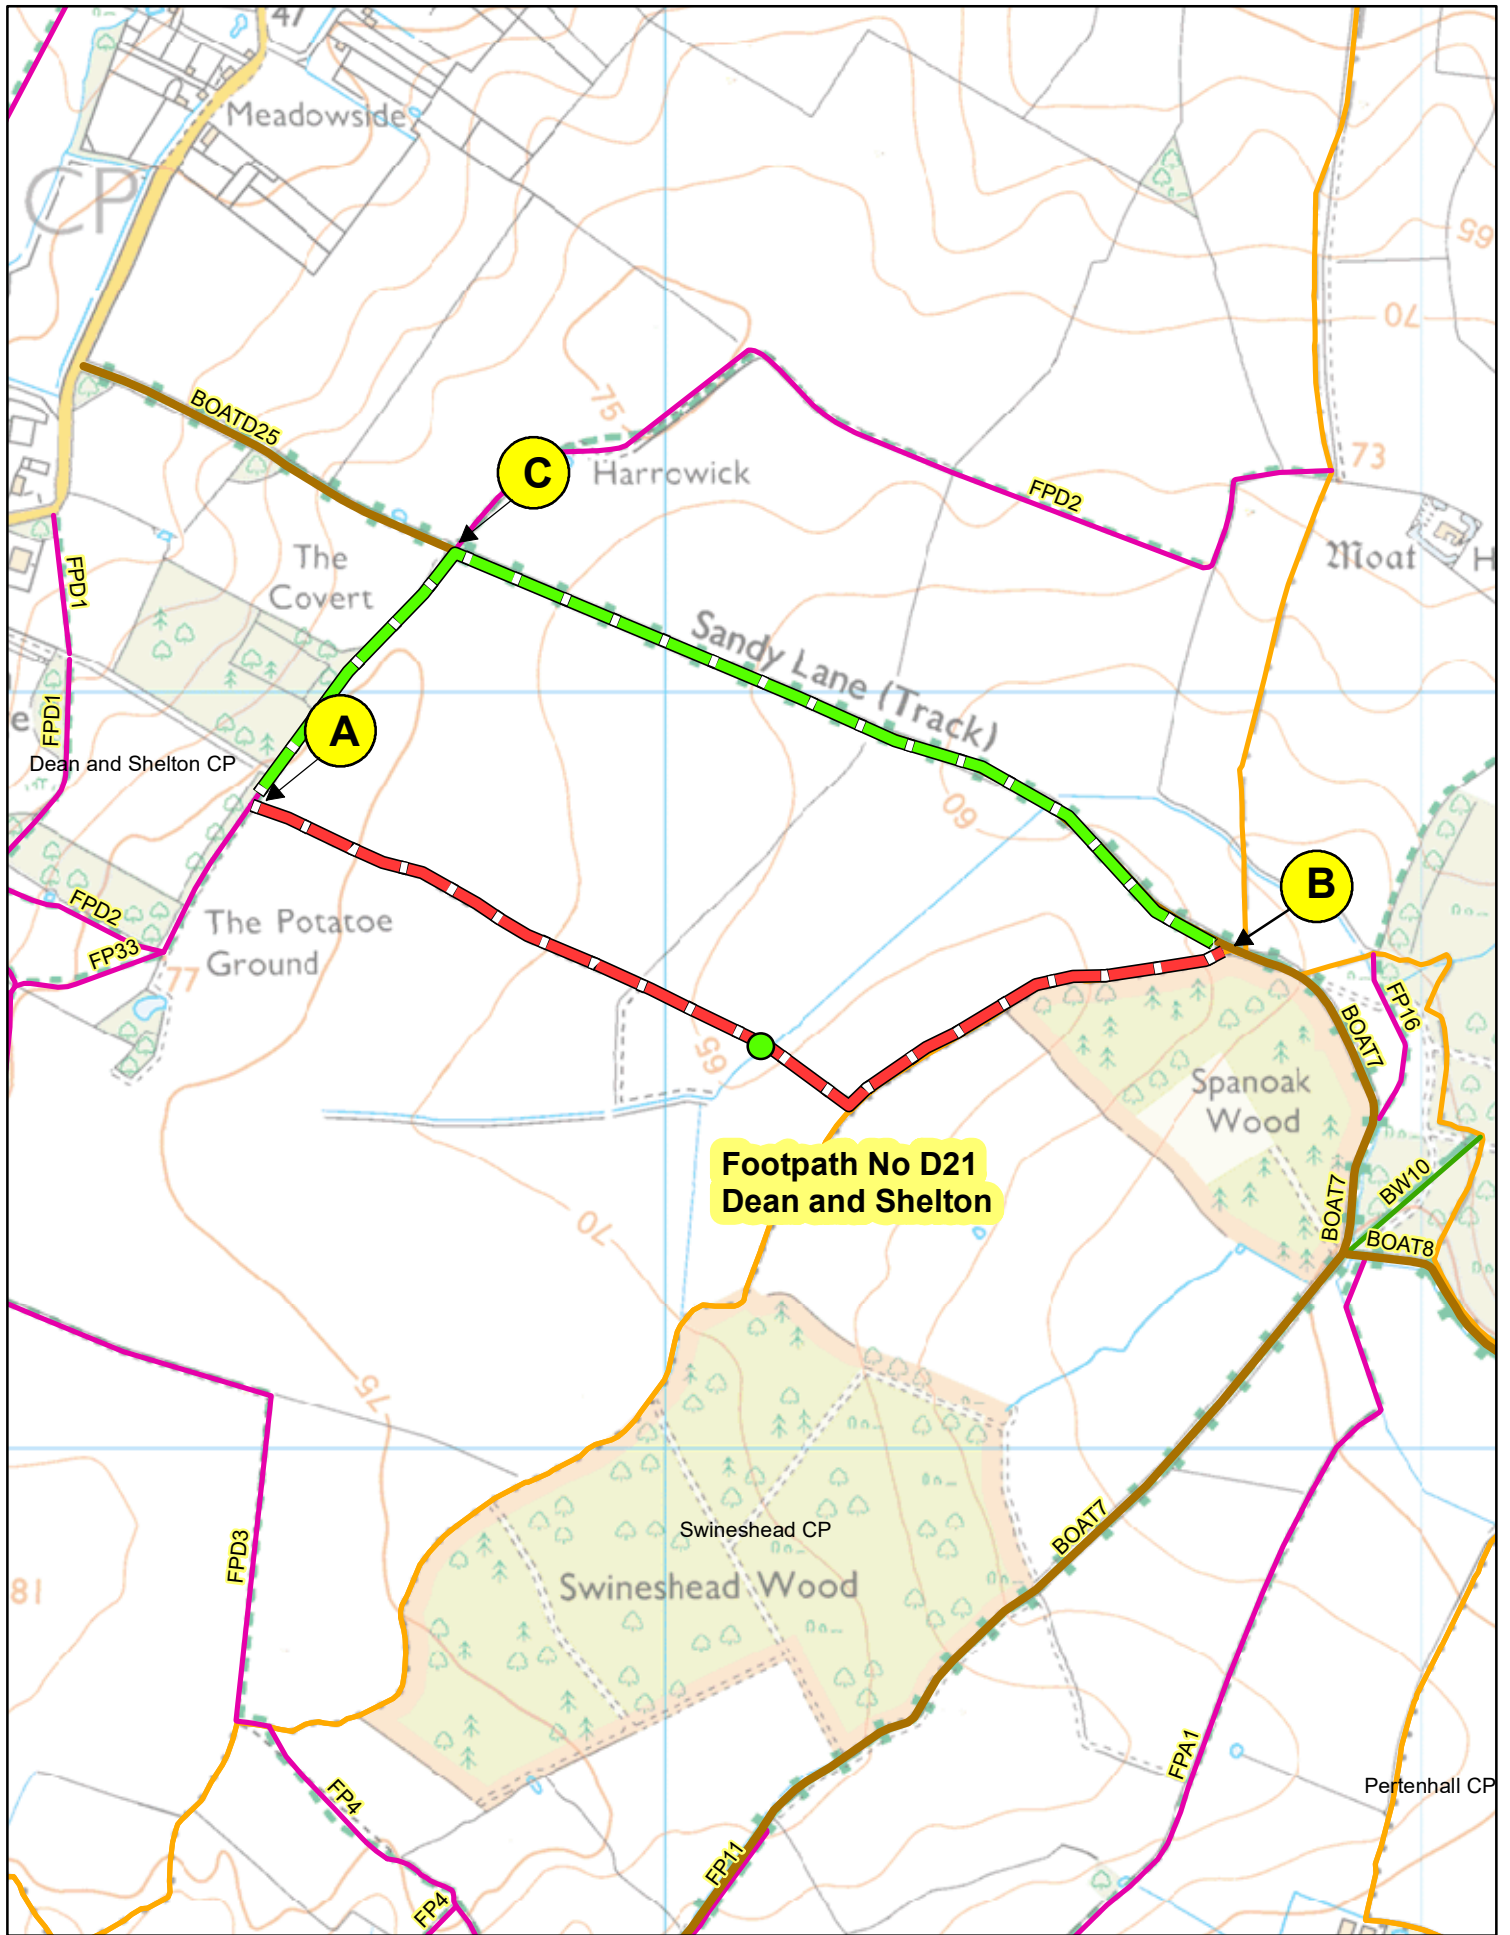 47
Meadowside
CP
65
70
BOATD25
75
C
Harrowick
73
FPD2
Moat
H
The
Covert
FPD1
Sandy Lane (Track)
FPD1
e
A
Dean and Shelton CP
60
B
FPD2
The Potatoe
Ground
FP33
77
FP16
BOAT7
65
Spanoak
Wood
Footpath No D21
Dean and Shelton
BW10
BOAT7
70
BOAT8
75
Swineshead CP
BOAT7
FPD3
Swineshead Wood
81
FPA1
FP4
Pertenhall CP
FP11
FP4